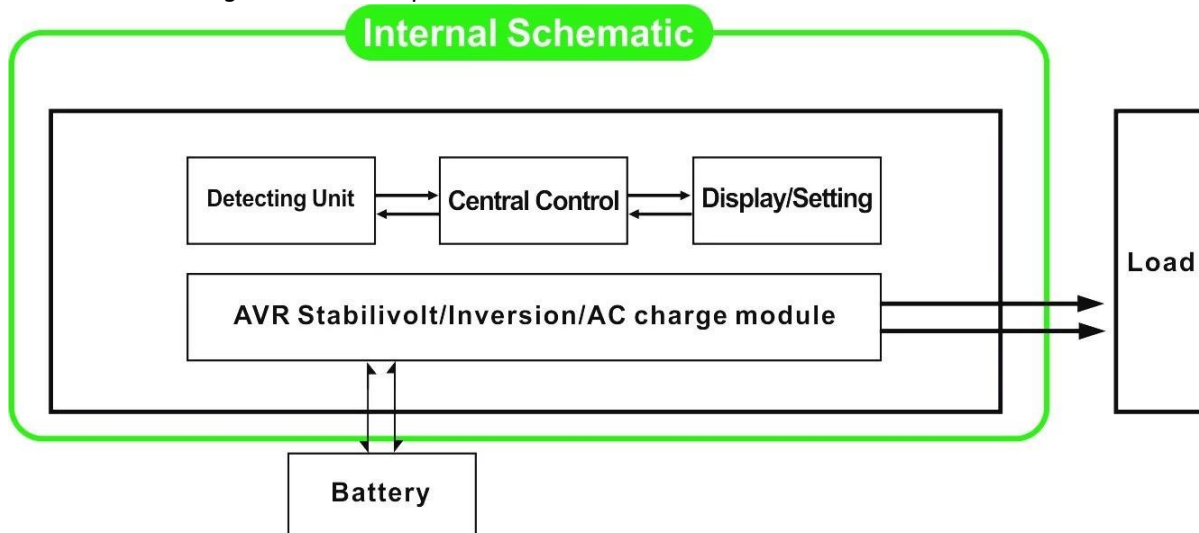 Internal Schematic
Detecting Unit
Central Control
Display/Setting
Load
AVR Stabilivolt/Inversion/AC charge module
Battery